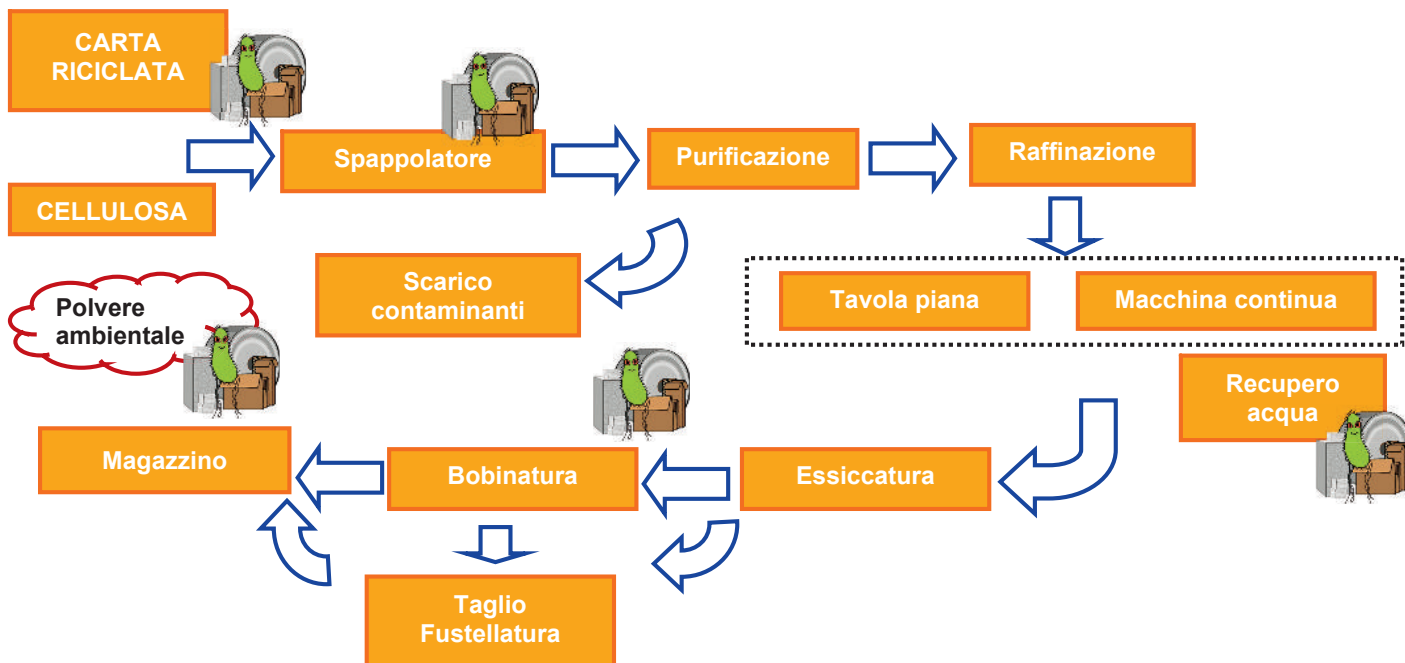 CARTA
RICICLATA
Spappolatore
Purificazione
Raffinazione
CELLULOSA
Scarico
contaminanti
Tavola piana
Macchina continua
Polvere
ambientale
Recupero
acqua
Magazzino
Bobinatura
Essiccatura
Taglio
Fustellatura